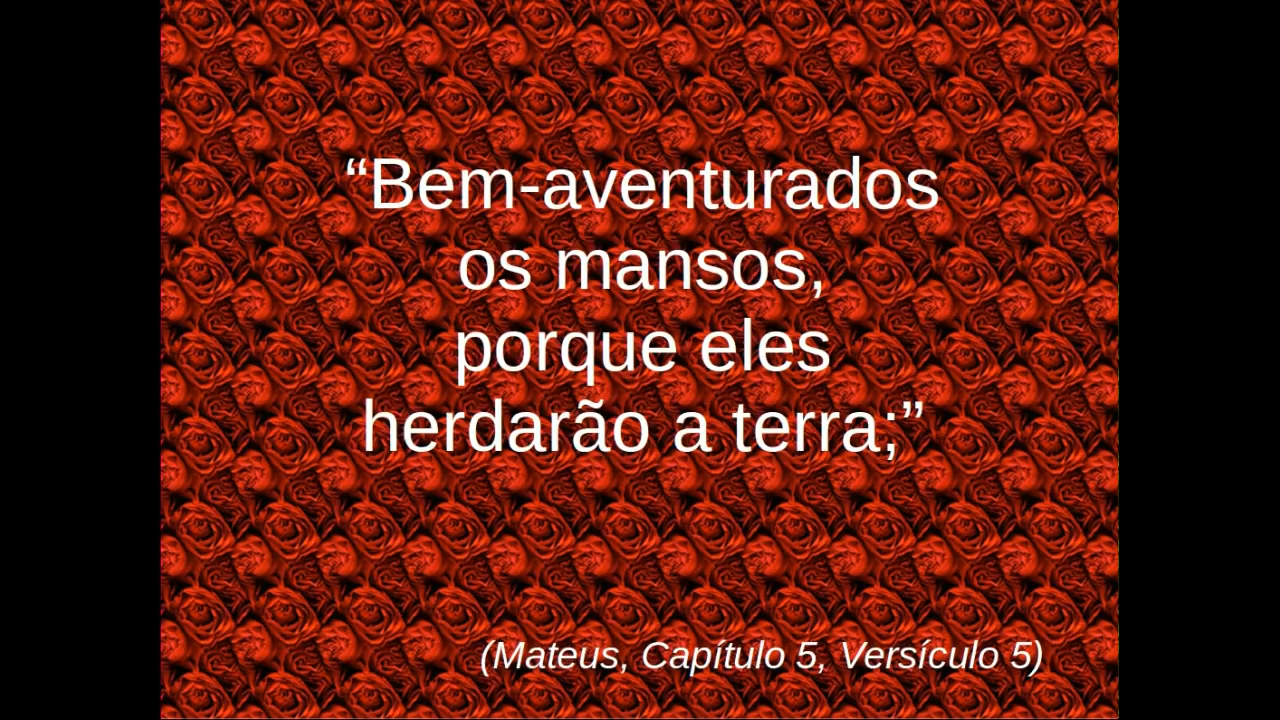 “Bem-aventurados
os mansos,
porque eles
herdarão a terra;”
(Mateus, Capítulo 5, Versículo 5)